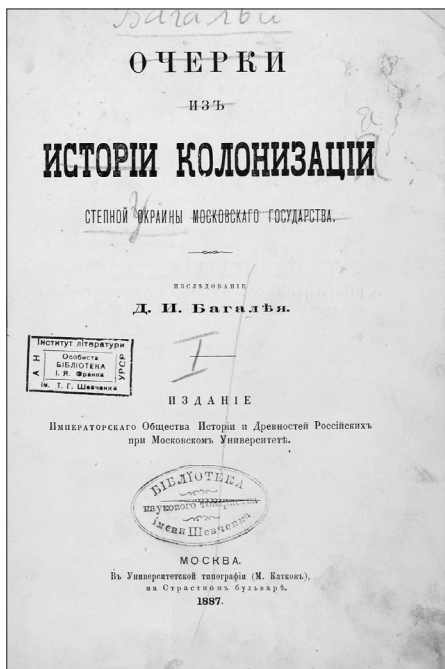 Багалъи
ОЧЕРКИ
ИЗЪ
ИСТОРІИ КОЛОНИЗАЦІИ
СТЕПНОЙ ОКРАИНЫ МОСКОВСКАГО ГОСУДАРСТВА.
ИЗСЛѢДОВАНІЕ
Д. И. Багалѣя.
I
Інститут літератури
А Н
Особиста
БІБЛІОТЕКА
І. Я. Франка
УРСР
ім. Т. Г. Шевченка
ИЗДАНІЕ
Императорскаго Общества Исторіи и Древностей Россійскихъ
при Московскомъ Университетѣ.
БІБЛЇОТЕКА
наукового товариства
імени Шевченка
МОСКВА.
Въ Университетской типографіи (М. Катковъ),
на Страстномъ бульварѣ.
1887.